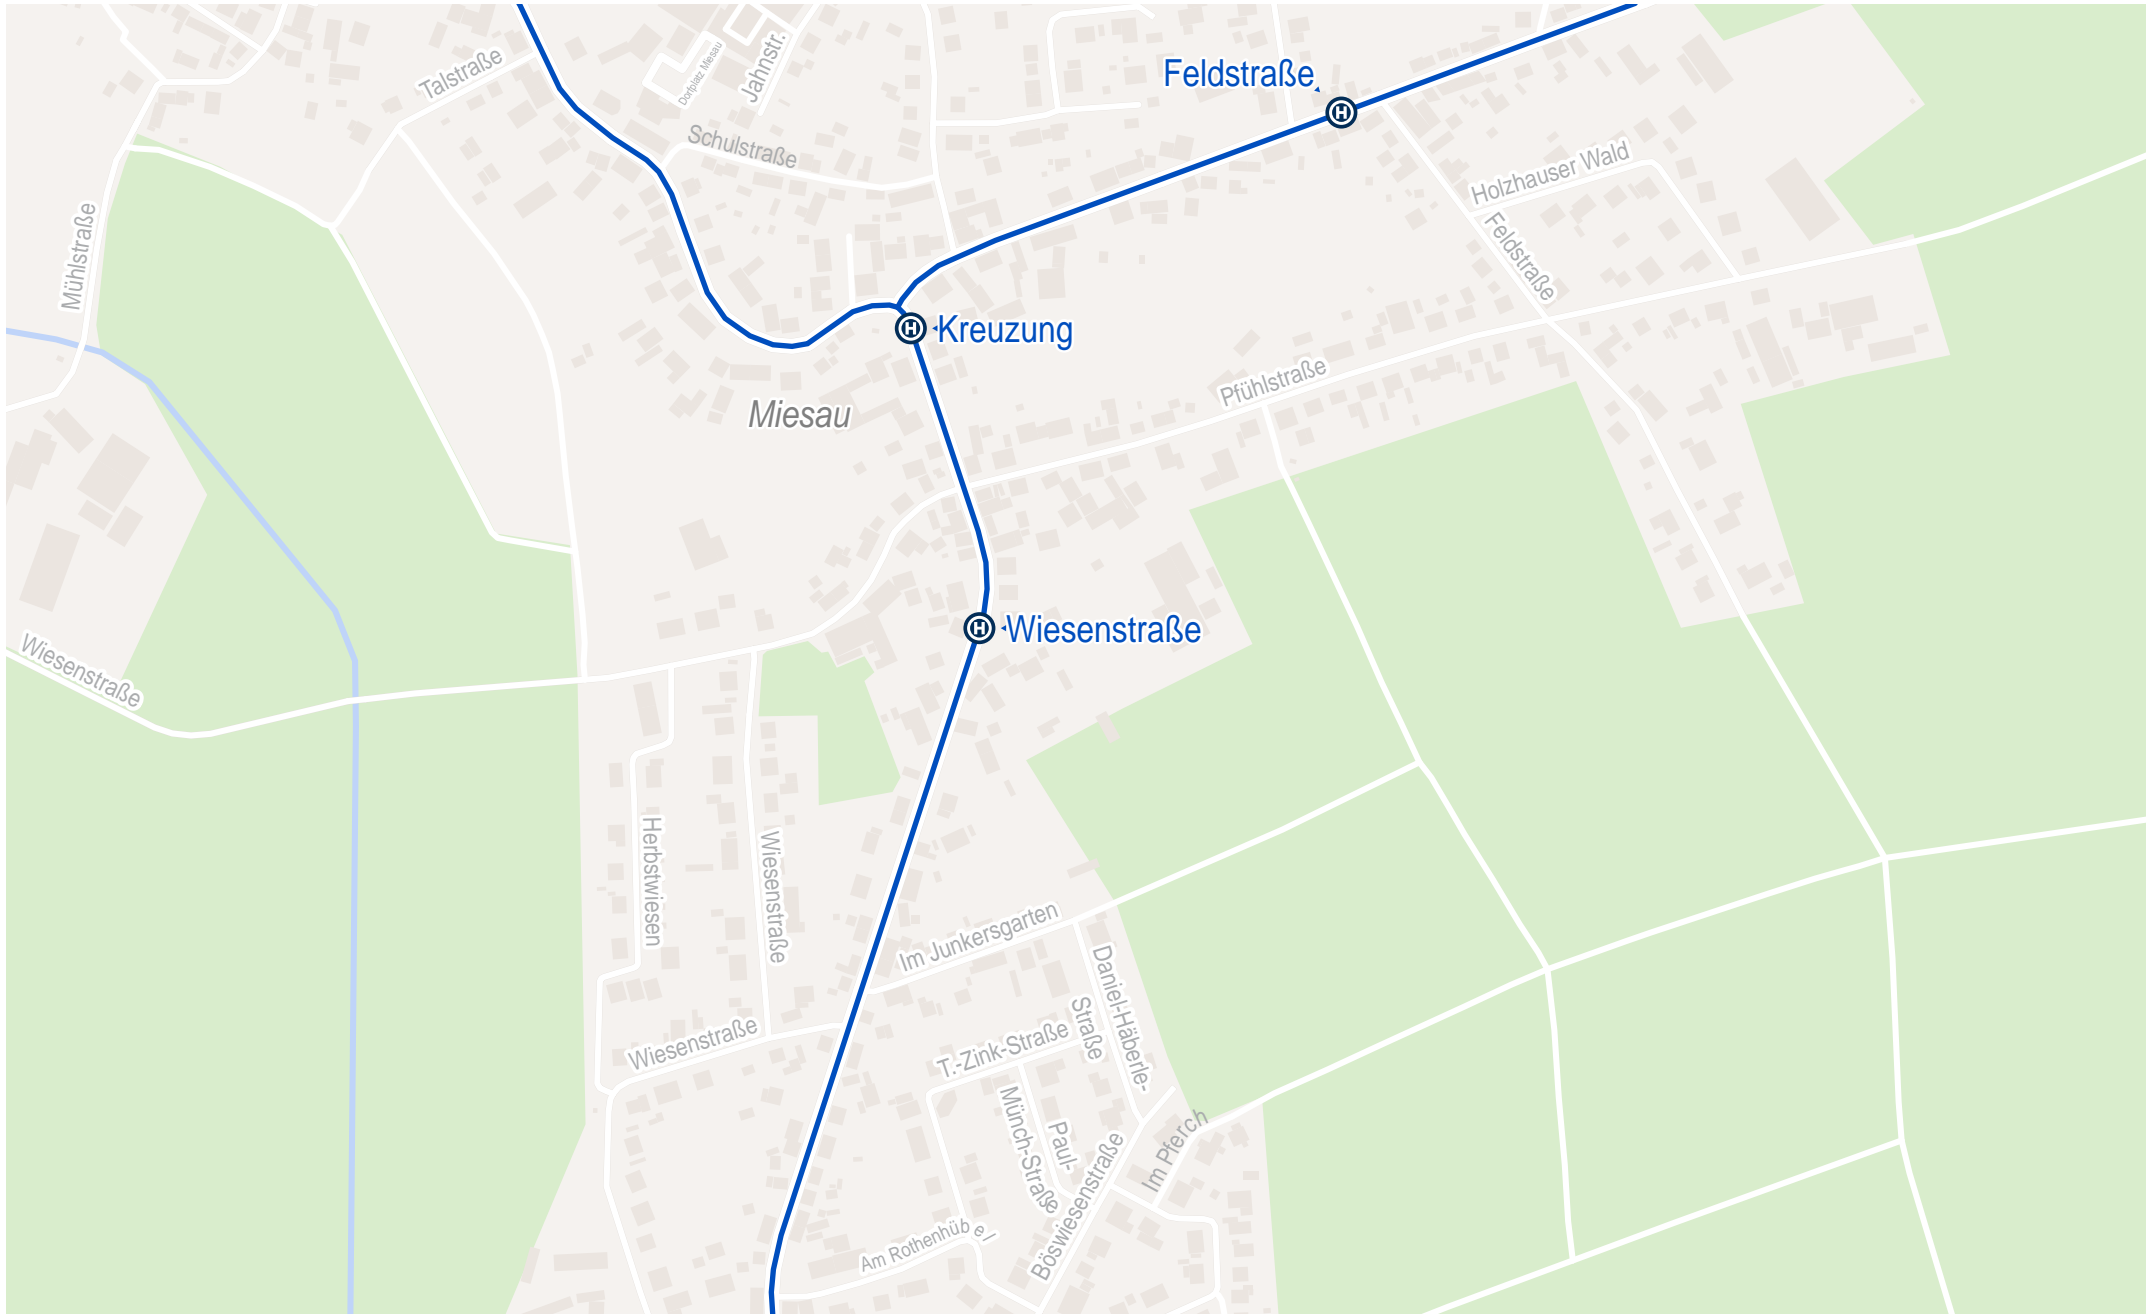 Talstraße
Jahnstr.
Dorfplatz Miesau
Feldstraße
H
Schulstraße
Holzhauser Wald
Mühlstraße
Feldstraße
H
Kreuzung
Pfühlstraße
Miesau
H
Wiesenstraße
Wiesenstraße
Herbstwiesen
Wiesenstraße
Im Junkersgarten
Daniel-Häberle-
Straße
Wiesenstraße
T.-Zink-Straße
Paul-
Münch-Straße
Im Pferch
Böswiesenstraße
Am Rothenhübel